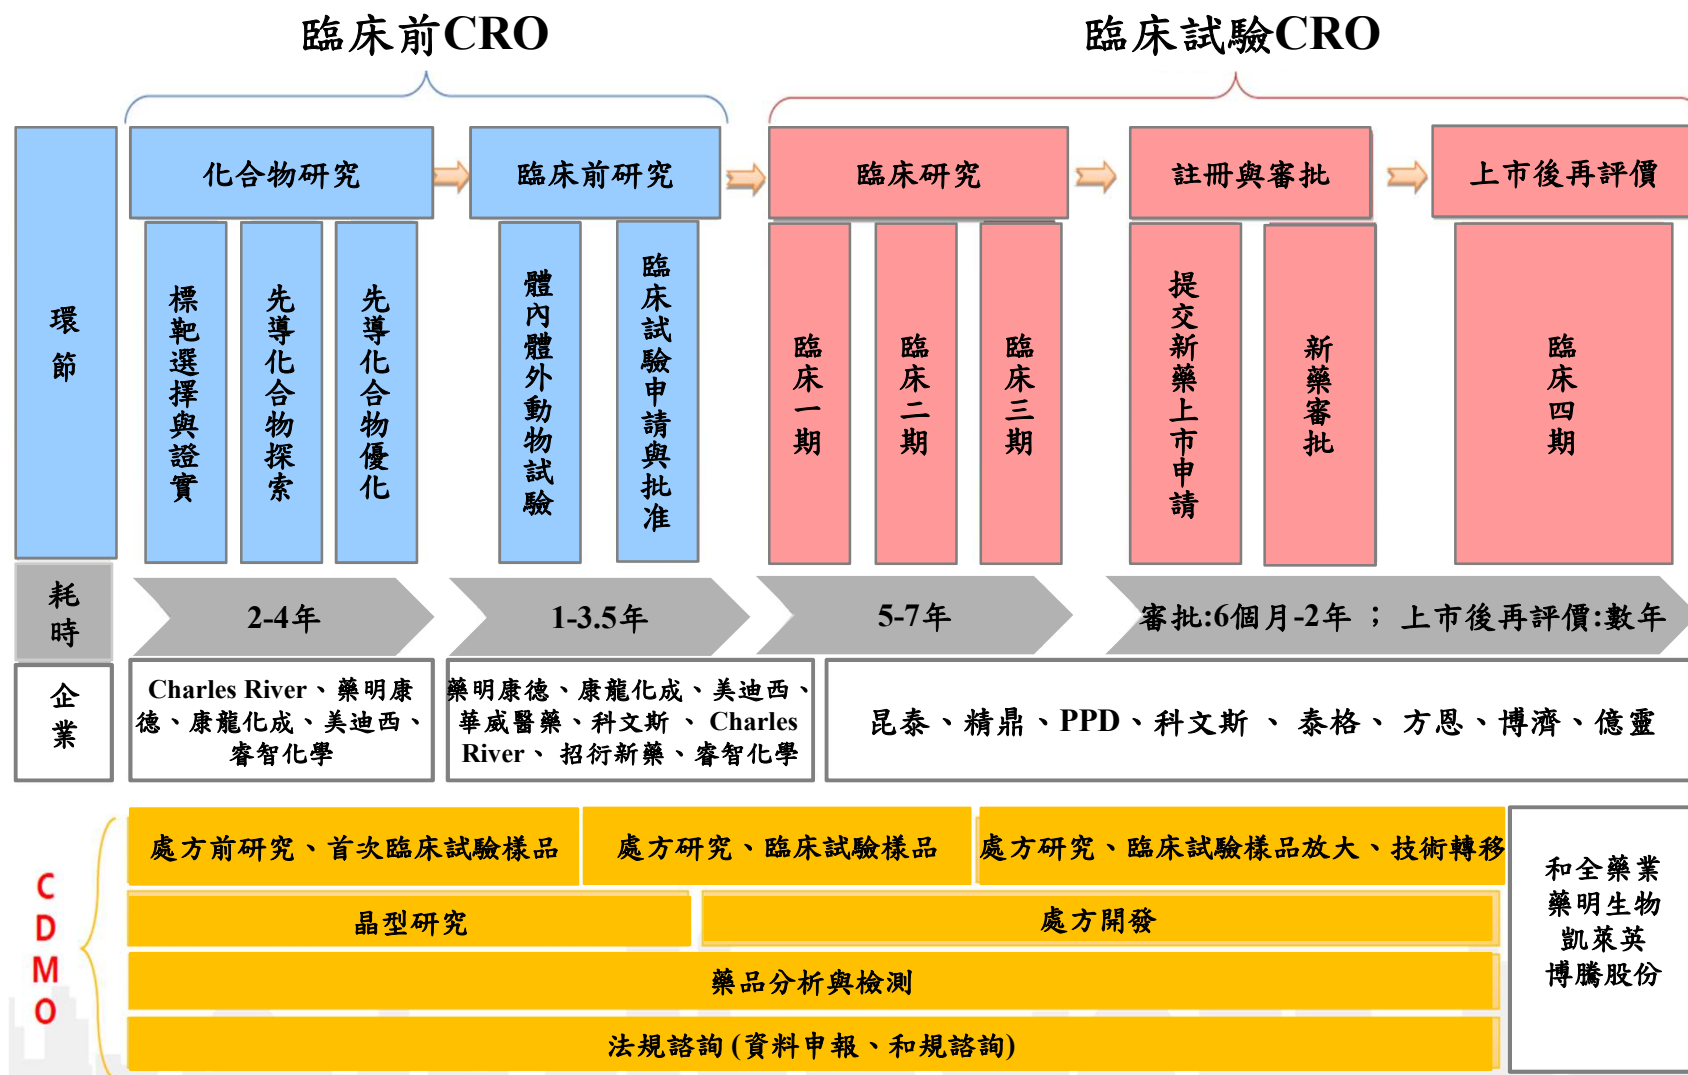 臨床前CRO
臨床試驗CRO
環節
化合物研究
臨床前研究
臨床研究
註冊與審批
上市後再評價
標靶選擇與證實
先導化合物探索
先導化合物優化
體內體外動物試驗
臨床試驗申請與批准
臨床一期
臨床二期
臨床三期
提交新藥上市申請
新藥審批
臨床四期
耗時
2-4年
1-3.5年
5-7年
審批:6個月-2年 ; 上市後再評價:數年
企業
Charles River、藥明康
德、康龍化成、美迪西、
睿智化學
藥明康德、康龍化成、美迪西、
華威醫藥、科文斯 、 Charles
River、 招衍新藥、睿智化學
昆泰、精鼎、PPD、科文斯 、 泰格、 方恩、博濟、億靈
CDMO
處方前研究、首次臨床試驗樣品
處方研究、臨床試驗樣品
處方研究、臨床試驗樣品放大、技術轉移
晶型研究
處方開發
藥品分析與檢測
法規諮詢 (資料申報、和規諮詢)
和全藥業
藥明生物
凱萊英
博騰股份